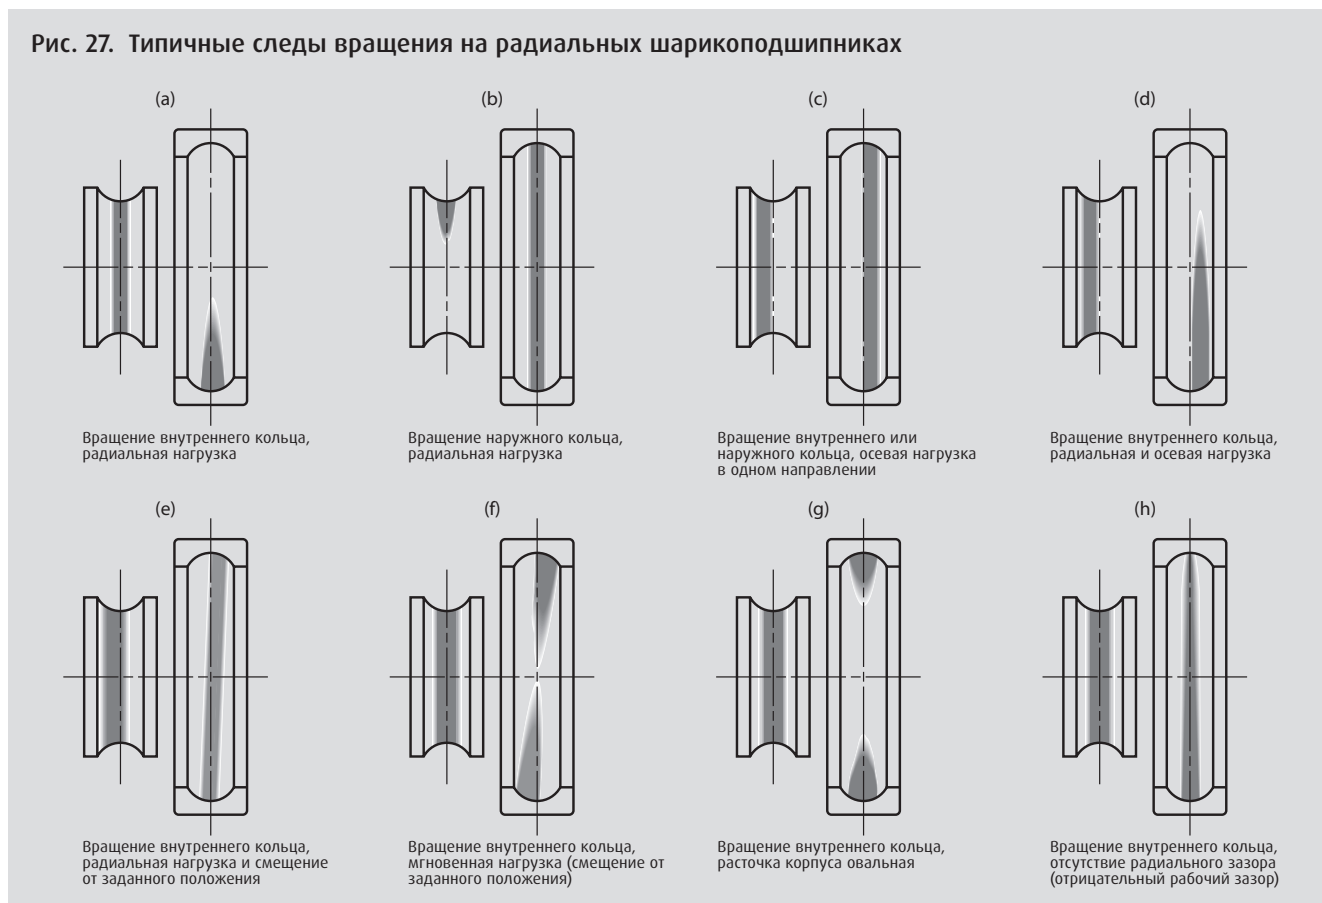 Рис. 27. Типичные следы вращения на радиальных шарикоподшипниках
(a)
(b)
(c)
(d)
Вращение внутреннего кольца,
радиальная нагрузка
Вращение наружного кольца,
радиальная нагрузка
Вращение внутреннего или
наружного кольца, осевая нагрузка
в одном направлении
Вращение внутреннего кольца,
радиальная и осевая нагрузка
(e)
(f)
(g)
(h)
Вращение внутреннего кольца,
радиальная нагрузка и смещение
от заданного положения
Вращение внутреннего кольца,
мгновенная нагрузка (смещение от
заданного положения)
Вращение внутреннего кольца,
расточка корпуса овальная
Вращение внутреннего кольца,
отсутствие радиального зазора
(отрицательный рабочий зазор)